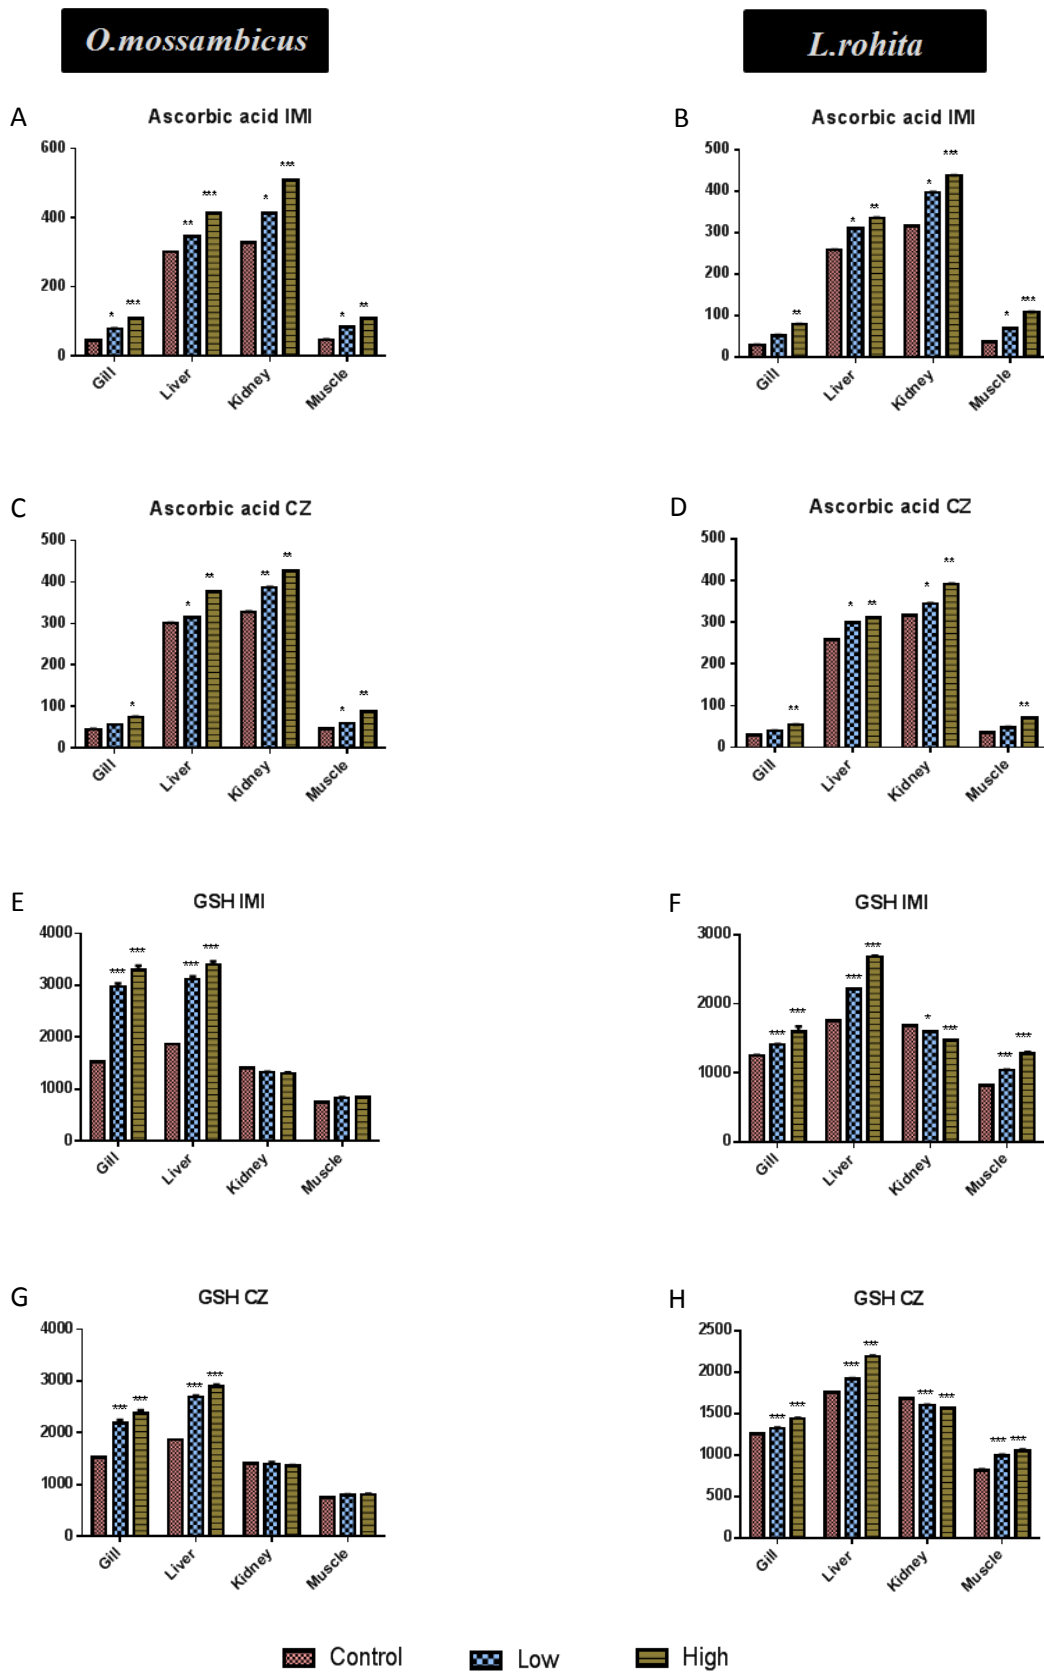 O.mossambicus
L.rohita
A
Ascorbic acid IMI
600
400
200
0
*
***
**
***
*
***
*
**
Gill
Liver
Kidney
Muscle
B
Ascorbic acid IMI
500
400
300
200
100
0
**
*
**
*
***
*
***
Gill
Liver
Kidney
Muscle
C
Ascorbic acid CZ
500
400
300
200
100
0
*
*
**
**
**
*
**
Gill
Liver
Kidney
Muscle
D
Ascorbic acid CZ
500
400
300
200
100
0
**
*
**
*
**
**
Gill
Liver
Kidney
Muscle
E
GSH IMI
4000
3000
2000
1000
0
***
***
***
***
Gill
Liver
Kidney
Muscle
F
GSH IMI
3000
2000
1000
0
***
***
***
***
*
***
***
***
Gill
Liver
Kidney
Muscle
G
GSH CZ
4000
3000
2000
1000
0
***
***
***
***
Gill
Liver
Kidney
Muscle
H
GSH CZ
2500
2000
1500
1000
500
0
***
***
***
***
***
***
***
***
Gill
Liver
Kidney
Muscle
Control
Low
High